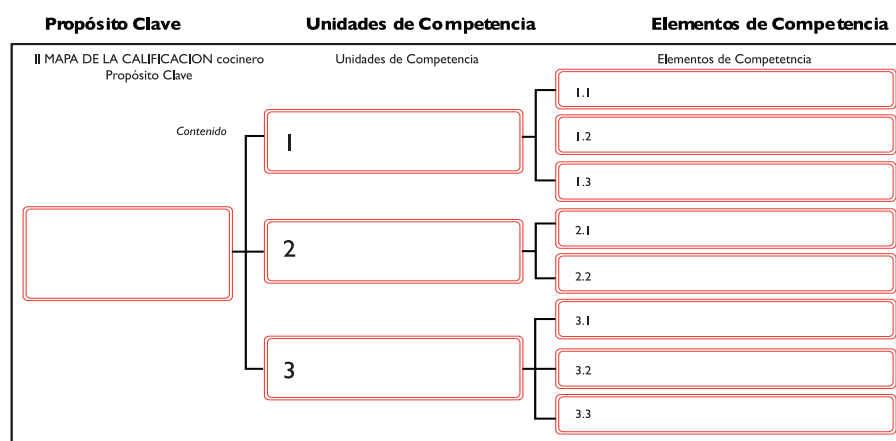 Propósito Clave
Unidades de Competencia
Elementos de Competencia
II MAPA DE LA CALIFICACION cocinero
Propósito Clave
Unidades de Competencia
Elementos de Competetncia
Contenido
1
1.1
1.2
1.3
2
2.1
2.2
3
3.1
3.2
3.3